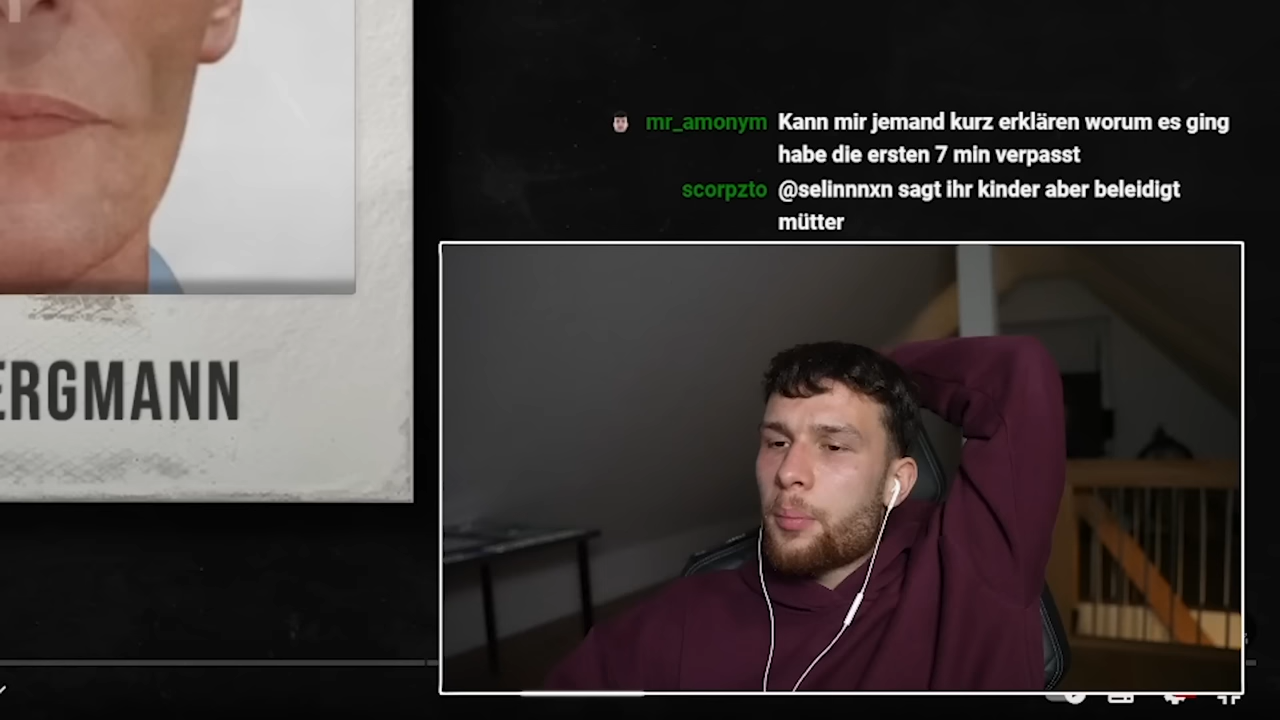 mr_amonym Kann mir jemand kurz erklären worum es ging
habe die ersten 7 min verpasst
scorpzto @selinnnxn sagt ihr kinder aber beleidigt
mütter
ERGMANN